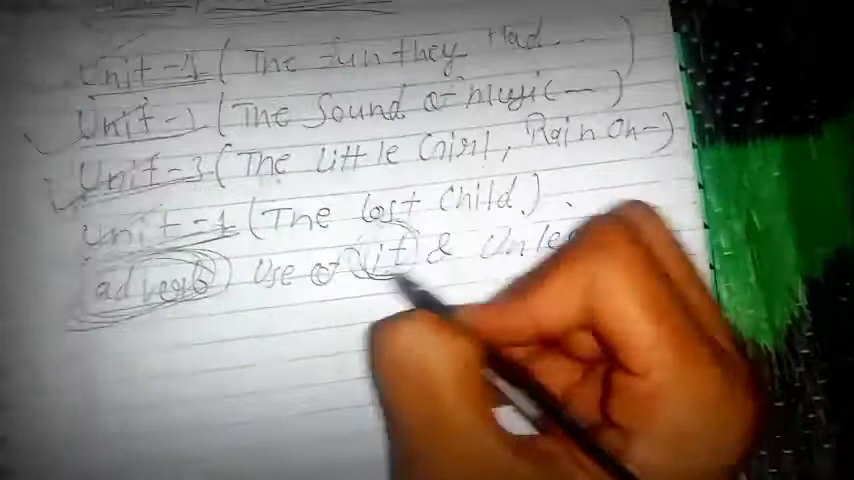 Unit-1 ( The Fun they Had..... )
Unit-1 (The Sound of Music -- )
Unit-3 (The Little Girl, Rain On- )
Unit-1 (The Lost Child.)
adverb Use of if &